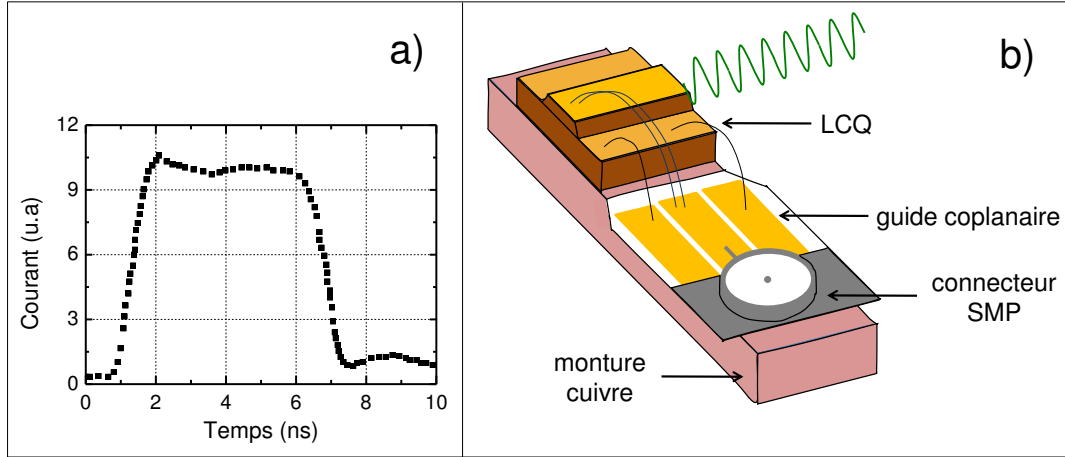 a)
12
9
6
3
0
Courant (u.a)
0 2 4 6 8 10
Temps (ns)
b)
LCQ
guide coplanaire
connecteur
SMP
monture
cuivre